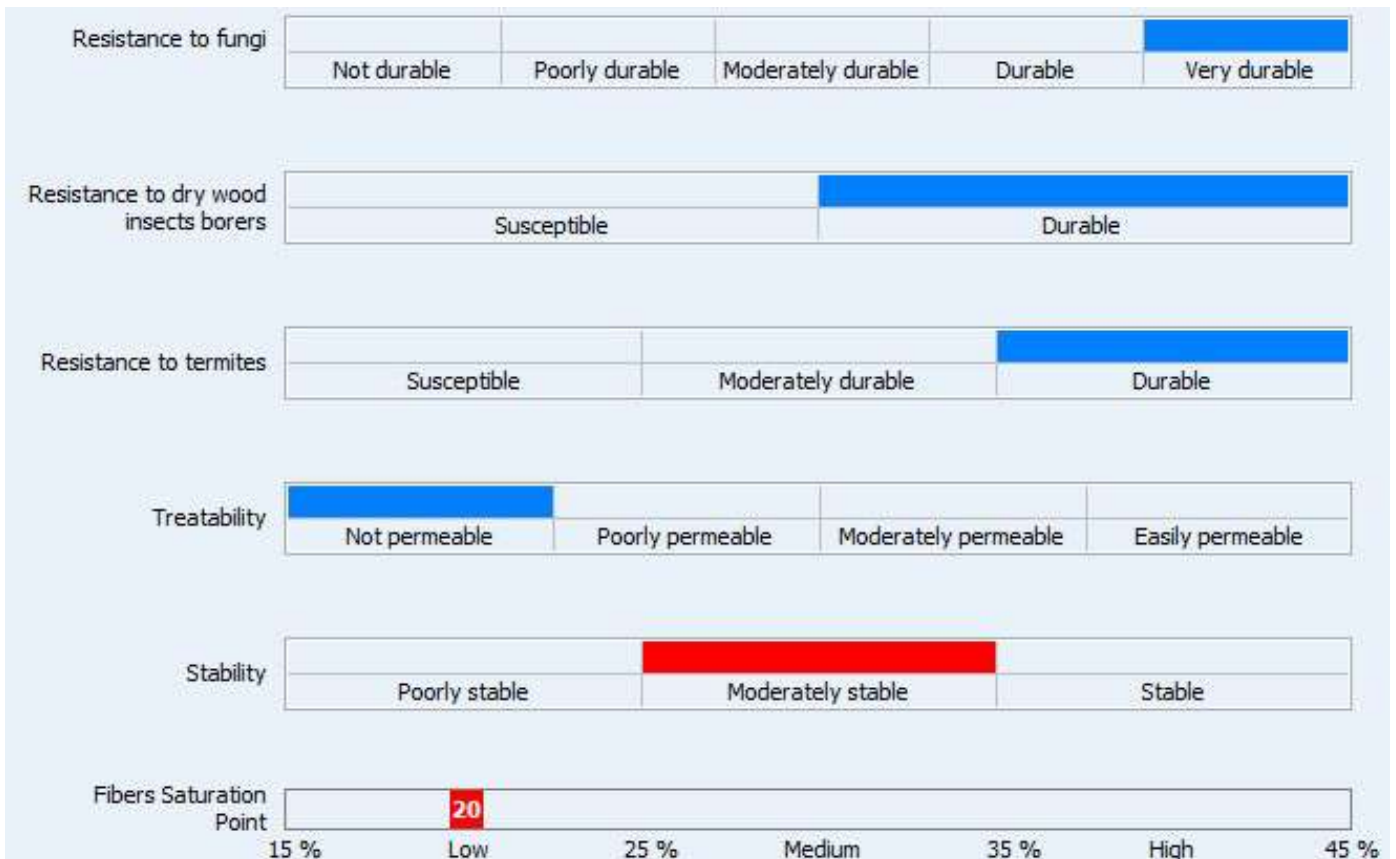 Resistance to fungi
Not durable Poorly durable Moderately durable Durable Very durable
Resistance to dry wood
insects borers
Susceptible Durable
Resistance to termites
Susceptible Moderately durable Durable
Treatability
Not permeable Poorly permeable Moderately permeable Easily permeable
Stability
Poorly stable Moderately stable Stable
Fibers Saturation
Point
20
15 % Low 25 % Medium 35 % High 45 %